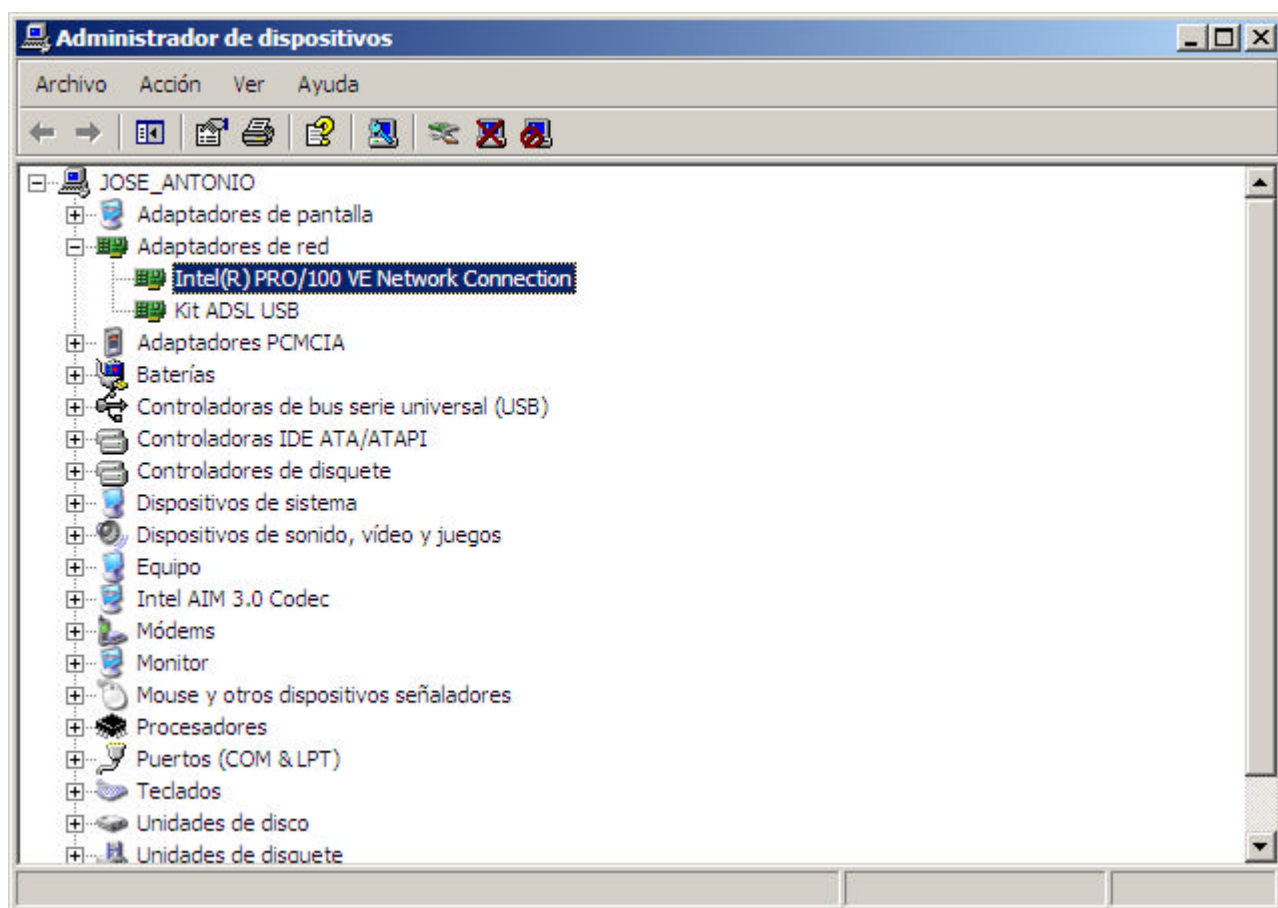 Administrador de dispositivos
Archivo Acción Ver Ayuda
JOSE_ANTONIO
Adaptadores de pantalla
Adaptadores de red
Intel(R) PRO/100 VE Network Connection
Kit ADSL USB
Adaptadores PCMCIA
Baterías
Controladoras de bus serie universal (USB)
Controladoras IDE ATA/ATAPI
Controladores de disquete
Dispositivos de sistema
Dispositivos de sonido, vídeo y juegos
Equipo
Intel AIM 3.0 Codec
Módems
Monitor
Mouse y otros dispositivos señaladores
Procesadores
Puertos (COM & LPT)
Teclados
Unidades de disco
Unidades de disquete